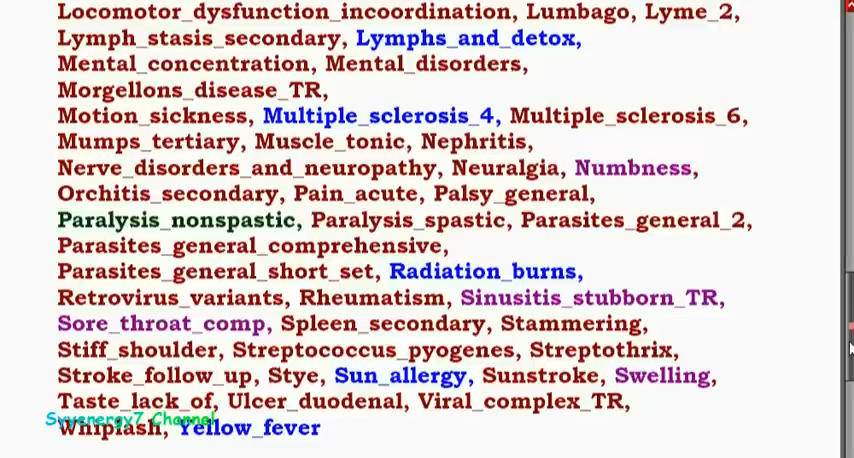 Locomotor_dysfunction_incoordination, Lumbago, Lyme_2,
Lymph_stasis_secondary, Lymphs_and_detox,
Mental_concentration, Mental_disorders,
Morgellons_disease_TR,
Motion_sickness, Multiple_sclerosis_4, Multiple_sclerosis_6,
Mumps_tertiary, Muscle_tonic, Nephritis,
Nerve_disorders_and_neuropathy, Neuralgia, Numbness,
Orchitis_secondary, Pain_acute, Palsy_general,
Paralysis_nonspastic, Paralysis_spastic, Parasites_general_2,
Parasites_general_comprehensive,
Parasites_general_short_set, Radiation_burns,
Retrovirus_variants, Rheumatism, Sinusitis_stubborn_TR,
Sore_throat_comp, Spleen_secondary, Stammering,
Stiff_shoulder, Streptococcus_pyogenes, Streptothrix,
Stroke_follow_up, Stye, Sun_allergy, Sunstroke, Swelling,
Taste_lack_of, Ulcer_duodenal, Viral_complex_TR,
Syyenergy7 Channel
Whiplash, Yellow_fever